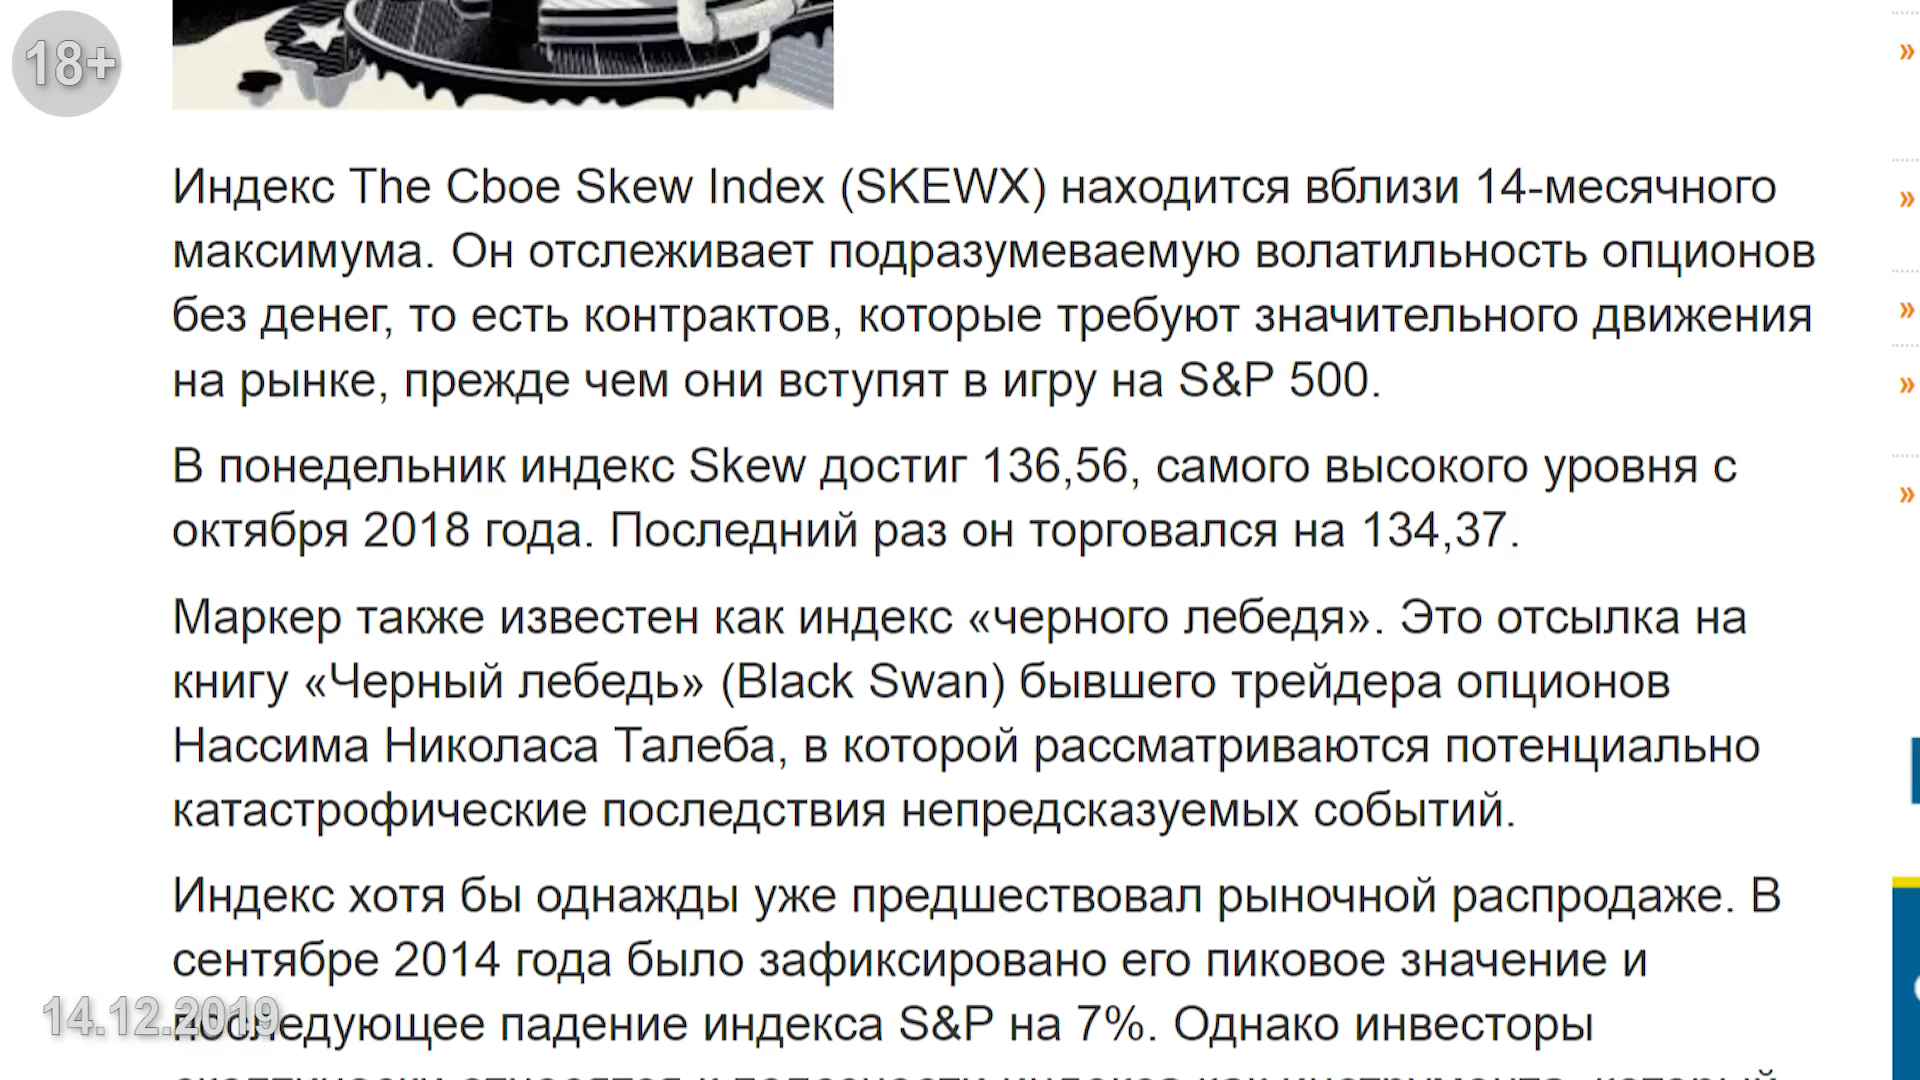 18+
Индекс The Cboe Skew Index (SKEWX) находится вблизи 14-месячного
максимума. Он отслеживает подразумеваемую волатильность опционов
без денег, то есть контрактов, которые требуют значительного движения
на рынке, прежде чем они вступят в игру на S&P 500.
В понедельник индекс Skew достиг 136,56, самого высокого уровня с
октября 2018 года. Последний раз он торговался на 134,37.
Маркер также известен как индекс «черного лебедя». Это отсылка на
книгу «Черный лебедь» (Black Swan) бывшего трейдера опционов
Нассима Николаса Талеба, в которой рассматриваются потенциально
катастрофические последствия непредсказуемых событий.
Индекс хотя бы однажды уже предшествовал рыночной распродаже. В
сентябре 2014 года было зафиксировано его пиковое значение и
последующее падение индекса S&P на 7%. Однако инвесторы
14.12.2019